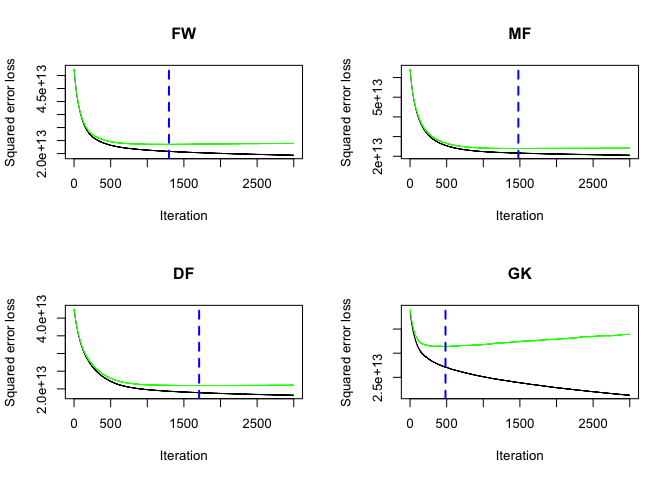 FW
Squared error loss
2.0e+13 4.5e+13
0 500 1500 2500
Iteration
MF
Squared error loss
2e+13 5e+13
0 500 1500 2500
Iteration
DF
Squared error loss
2.0e+13 4.0e+13
0 500 1500 2500
Iteration
GK
Squared error loss
2.5e+13
0 500 1500 2500
Iteration